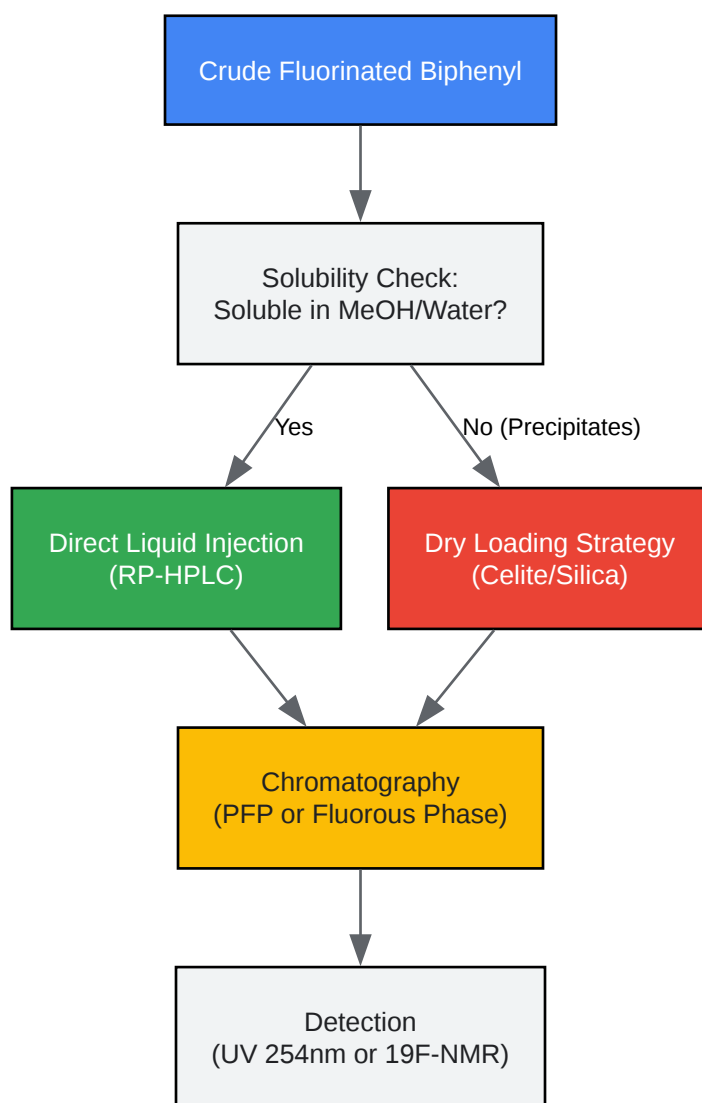 Crude Fluorinated Biphenyl
Solubility Check:
Soluble in MeOH/Water?
Yes
No (Precipitates)
Direct Liquid Injection
(RP-HPLC)
Dry Loading Strategy
(Celite/Silica)
Chromatography
(PFP or Fluorous Phase)
Detection
(UV 254nm or 19F-NMR)